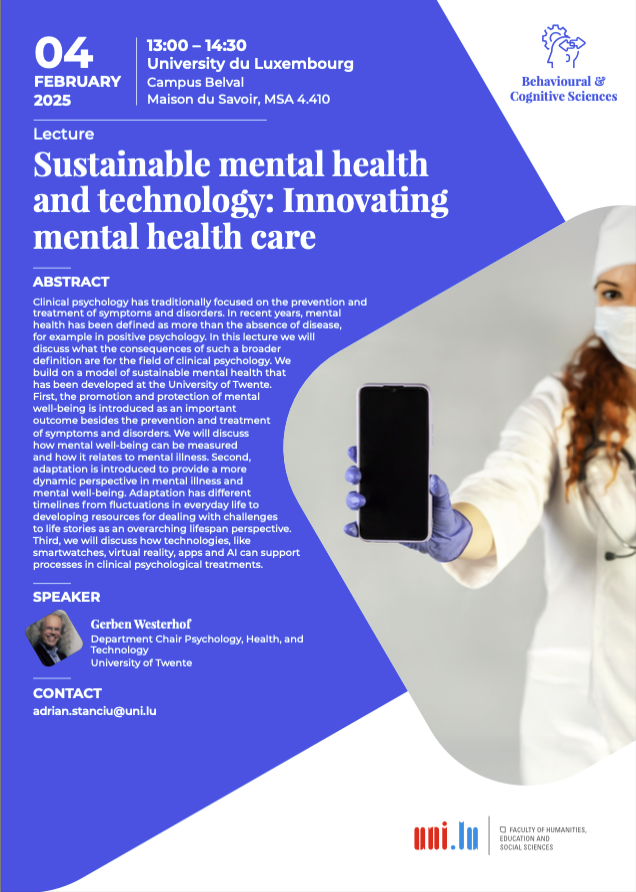 04
FEBRUARY
2025
13:00 – 14:30
University du Luxembourg
Campus Belval
Maison du Savoir, MSA 4.410
Behavioural &
Cognitive Sciences
Lecture
Sustainable mental health
and technology: Innovating
mental health care
ABSTRACT
Clinical psychology has traditionally focused on the prevention and
treatment of symptoms and disorders. In recent years, mental
health has been defined as more than the absence of disease,
for example in positive psychology. In this lecture we will
discuss what the consequences of such a broader
definition are for the field of clinical psychology. We
build on a model of sustainable mental health that
has been developed at the University of Twente.
First, the promotion and protection of mental
well-being is introduced as an important
outcome besides the prevention and treatment
of symptoms and disorders. We will discuss
how mental well-being can be measured
and how it relates to mental illness. Second,
adaptation is introduced to provide a more
dynamic perspective in mental illness and
mental well-being. Adaptation has different
timelines from fluctuations in everyday life to
developing resources for dealing with challenges
to life stories as an overarching lifespan perspective.
Third, we will discuss how technologies, like
smartwatches, virtual reality, apps and AI can support
processes in clinical psychological treatments.
SPEAKER
Gerben Westerhof
Department Chair Psychology, Health, and
Technology
University of Twente
CONTACT
adrian.stanciu@uni.lu
uni.lu
FACULTY OF HUMANITIES,
EDUCATION AND
SOCIAL SCIENCES